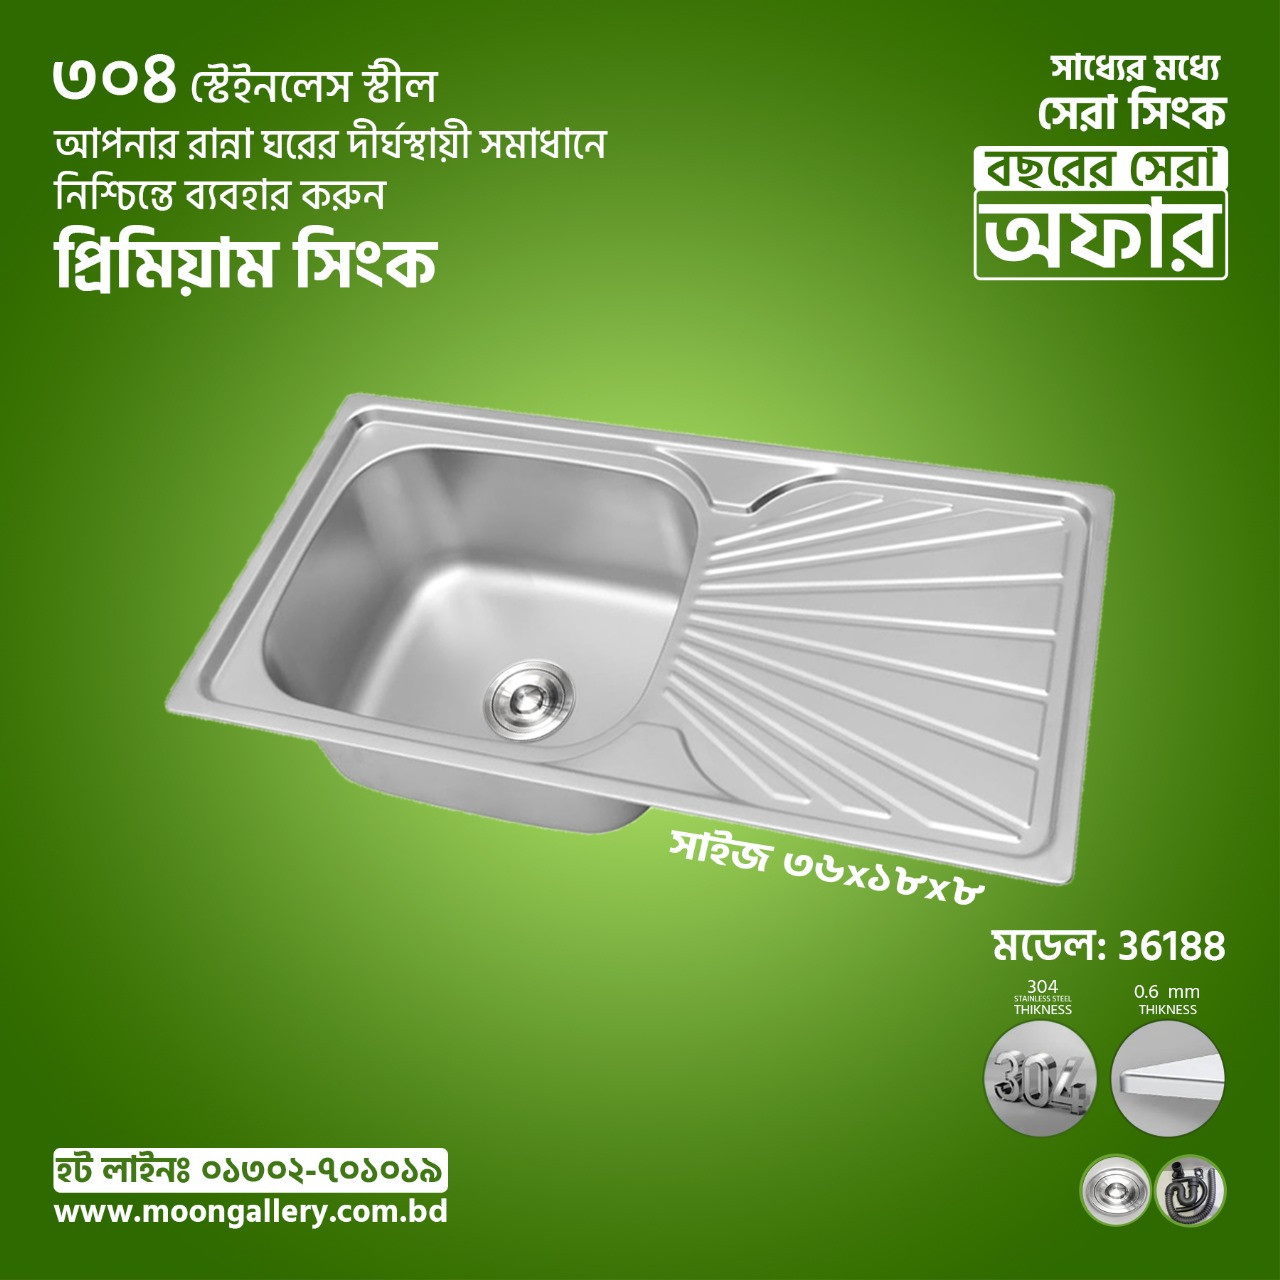 ৩০৪ স্টেইনলেস স্টীল
আপনার রান্না ঘরের দীর্ঘস্থায়ী সমাধানে
নিশ্চিন্তে ব্যবহার করুন
প্রিমিয়াম সিংক
সাধ্যের মধ্যে
সেরা সিংক
বছরের সেরা
অফার
সাইজ ৩৬x১৮x৮
মডেল: 36188
304
STAINLESS STEEL
THIKNESS
0.6 mm
THIKNESS
304
হট লাইনঃ ০১৩০২-৭০১০১৯
www.moongallery.com.bd